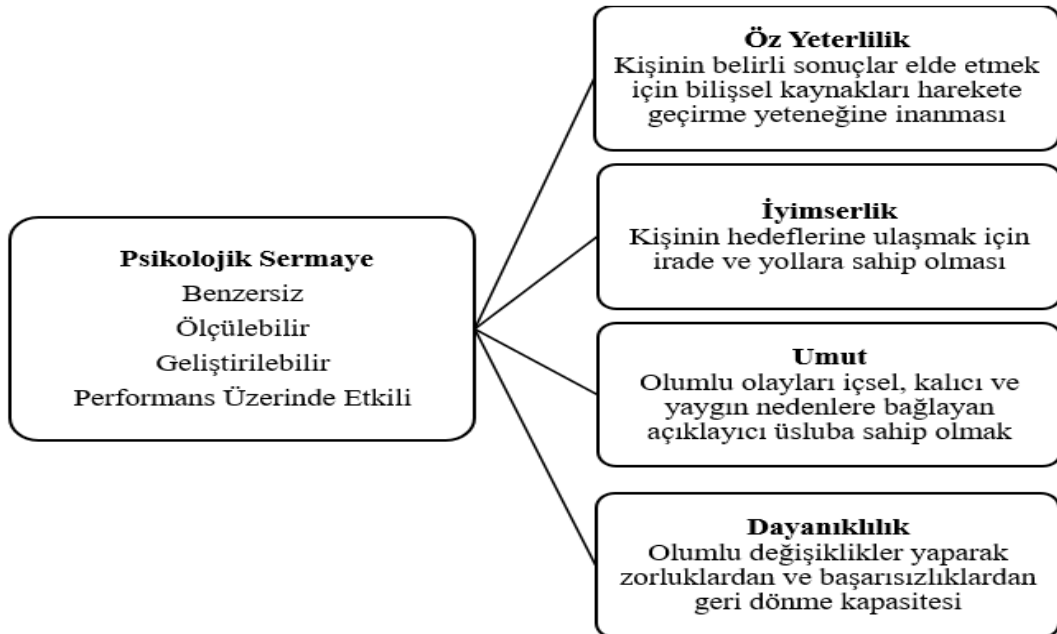 Psikolojik Sermaye
Benzersiz
Ölçülebilir
Geliştirilebilir
Performans Üzerinde Etkili
Öz Yeterlilik
Kişinin belirli sonuçlar elde etmek
için bilişsel kaynakları harekete
geçirme yeteneğine inanması
İyimserlik
Kişinin hedeflerine ulaşmak için
irade ve yollara sahip olması
Umut
Olumlu olayları içsel, kalıcı ve
yaygın nedenlere bağlayan
açıklayıcı üsluba sahip olmak
Dayanıklılık
Olumlu değişiklikler yaparak
zorluklardan ve başarısızlıklardan
geri dönme kapasitesi